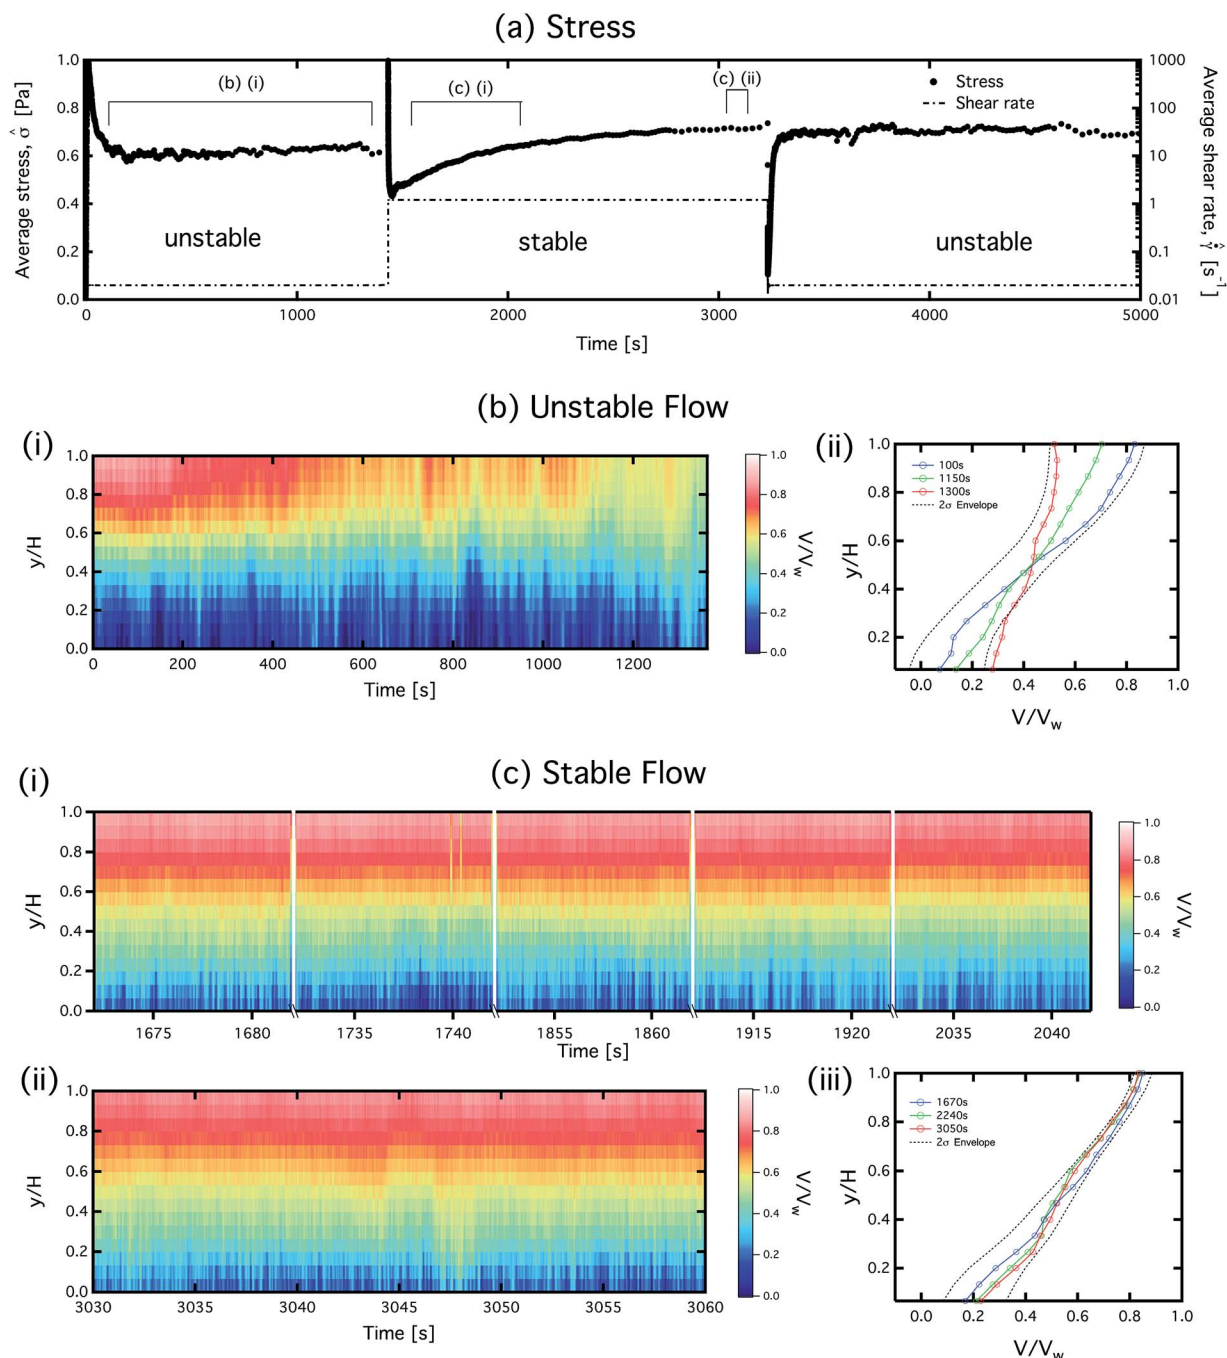 (a) Stress
Average stress, σ̂ [Pa]
1.0
0.8
0.6
0.4
0.2
0.0
(b) (i)
(c) (i)
(c) (ii)
Stress
Shear rate
unstable
stable
unstable
1000
100
10
1
0.1
0.01
Average shear rate, γ̂̇ [s⁻¹]
0
1000
2000
3000
4000
5000
Time [s]
(b) Unstable Flow
(i)
y/H
1.0
0.8
0.6
0.4
0.2
0.0
0
200
400
600
800
1000
1200
Time [s]
1.0
0.8
0.6
0.4
0.2
0.0
V/Vw
(ii)
y/H
1.0
0.8
0.6
0.4
0.2
100s
1150s
1300s
2σ Envelope
0.0
0.2
0.4
0.6
0.8
1.0
V/Vw
(c) Stable Flow
(i)
y/H
1.0
0.8
0.6
0.4
0.2
0.0
1675
1680
1735
1740
1855
1860
1915
1920
2035
2040
Time [s]
1.0
0.8
0.6
0.4
0.2
0.0
V/Vw
(ii)
y/H
1.0
0.8
0.6
0.4
0.2
0.0
3030
3035
3040
3045
3050
3055
3060
Time [s]
1.0
0.8
0.6
0.4
0.2
0.0
V/Vw
(iii)
y/H
1.0
0.8
0.6
0.4
0.2
1670s
2240s
3050s
2σ Envelope
0.0
0.2
0.4
0.6
0.8
1.0
V/Vw